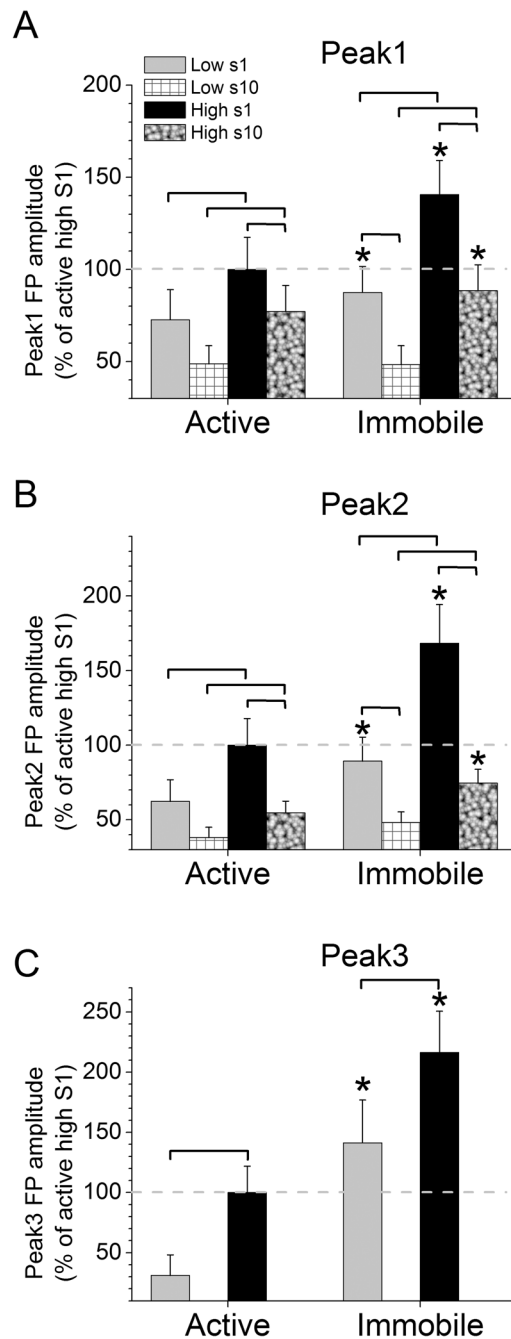 A
Peak1
Low s1
Low s10
High s1
High s10
Peak1 FP amplitude
(% of active high S1)
200
150
100
50
*
*
*
Active
Immobile
B
Peak2
Peak2 FP amplitude
(% of active high S1)
200
150
100
50
*
*
*
Active
Immobile
C
Peak3
Peak3 FP amplitude
(% of active high S1)
250
200
150
100
50
*
*
Active
Immobile